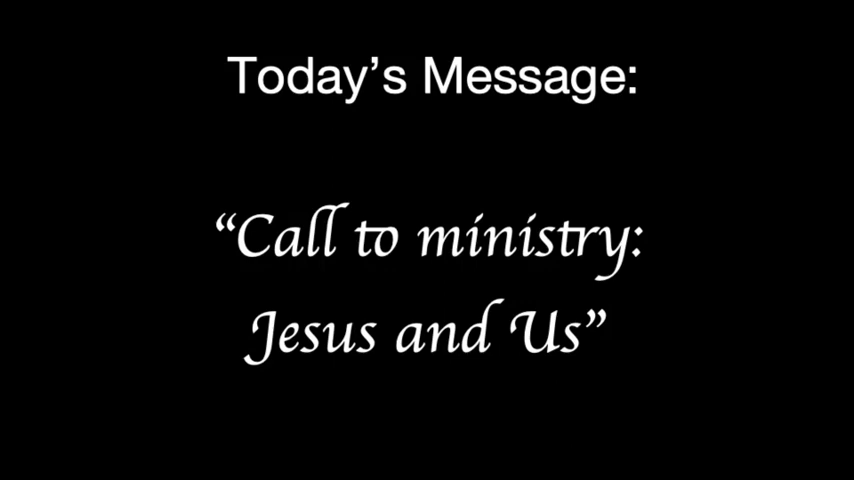 Today’s Message:
“Call to ministry:
Jesus and Us”